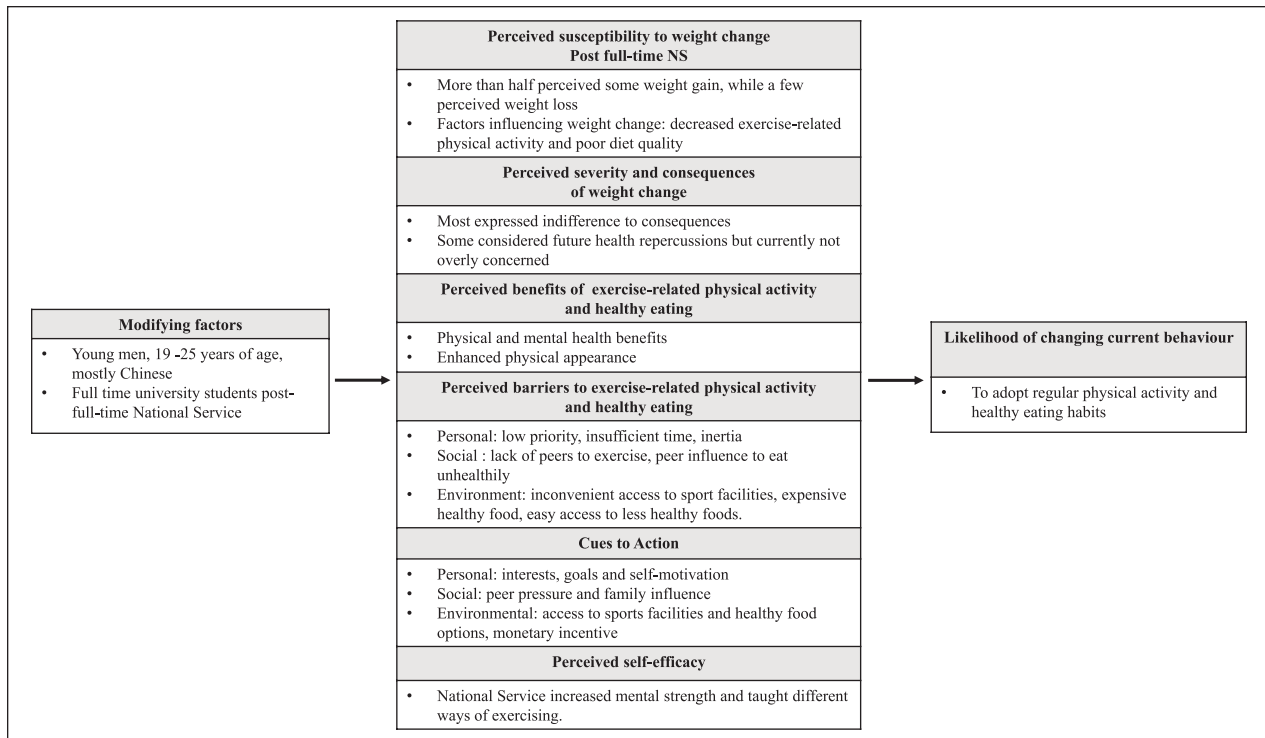 Modifying factors
• Young men, 19 -25 years of age,
mostly Chinese
• Full time university students post-
full-time National Service
Perceived susceptibility to weight change
Post full-time NS
• More than half perceived some weight gain, while a few
perceived weight loss
• Factors influencing weight change: decreased exercise-related
physical activity and poor diet quality
Perceived severity and consequences
of weight change
• Most expressed indifference to consequences
• Some considered future health repercussions but currently not
overly concerned
Perceived benefits of exercise-related physical activity
and healthy eating
• Physical and mental health benefits
• Enhanced physical appearance
Perceived barriers to exercise-related physical activity
and healthy eating
• Personal: low priority, insufficient time, inertia
• Social : lack of peers to exercise, peer influence to eat
unhealthily
• Environment: inconvenient access to sport facilities, expensive
healthy food, easy access to less healthy foods.
Cues to Action
• Personal: interests, goals and self-motivation
• Social: peer pressure and family influence
• Environmental: access to sports facilities and healthy food
options, monetary incentive
Perceived self-efficacy
• National Service increased mental strength and taught different
ways of exercising.
Likelihood of changing current behaviour
• To adopt regular physical activity and
healthy eating habits